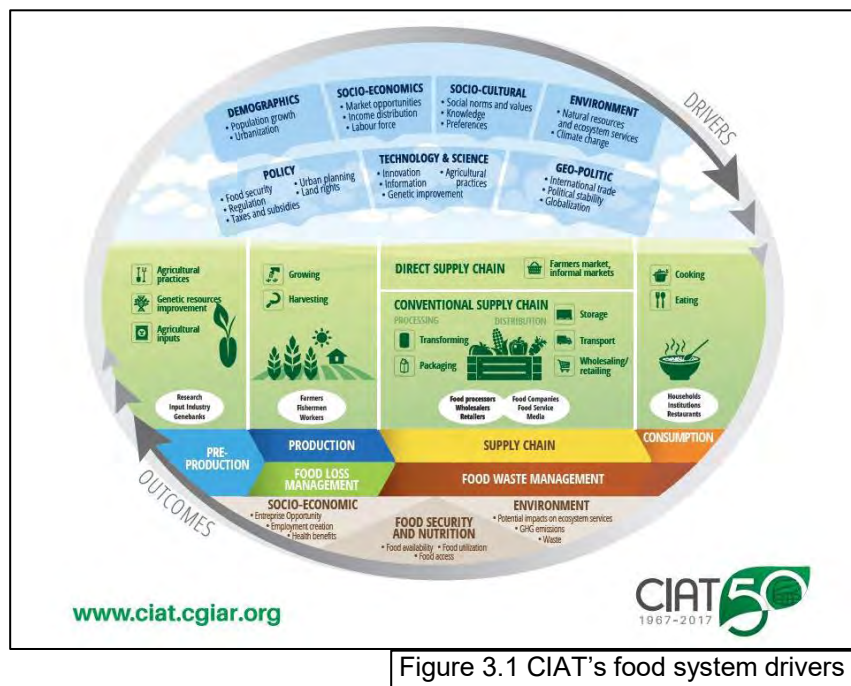 DRIVERS
DEMOGRAPHICS
• Population growth
• Urbanization
SOCIO-ECONOMICS
• Market opportunities
• Income distribution
• Labour force
SOCIO-CULTURAL
• Social norms and values
• Knowledge
• Preferences
ENVIRONMENT
• Natural resources
and ecosystem services
• Climate change
POLICY
• Food security
• Regulation
• Taxes and subsidies
• Urban planning
• Land rights
TECHNOLOGY & SCIENCE
• Innovation
• Information
• Genetic improvement
• Agricultural
practices
GEO-POLITIC
• International trade
• Political stability
• Globalization
Agricultural
practices
Genetic resources
improvement
Agricultural
inputs
Research
Input Industry
Genebanks
Growing
Harvesting
Farmers
Fishermen
Workers
DIRECT SUPPLY CHAIN
Farmers market,
informal markets
CONVENTIONAL SUPPLY CHAIN
PROCESSING
DISTRIBUTION
Transforming
Packaging
Storage
Transport
Wholesaling/
retailing
Food processors
Wholesalers
Retailers
Food Companies
Food Service
Media
Cooking
Eating
Households
Institutions
Restaurants
PRE-
PRODUCTION
PRODUCTION
SUPPLY CHAIN
CONSUMPTION
FOOD LOSS
MANAGEMENT
FOOD WASTE MANAGEMENT
OUTCOMES
SOCIO-ECONOMIC
• Entreprise Opportunity
• Employment creation
• Health benefits
FOOD SECURITY
AND NUTRITION
• Food availability • Food utilization
• Food access
ENVIRONMENT
• Potential impacts on ecosystem services
• GHG emissions
• Waste
www.ciat.cgiar.org
CIAT 50
1967-2017
Figure 3.1 CIAT's food system drivers